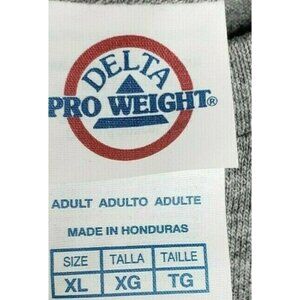 DELTA
PRO WEIGHT®
ADULT ADULTO ADULTE
MADE IN HONDURAS
SIZE TALLA TAILLE
XL XG TG